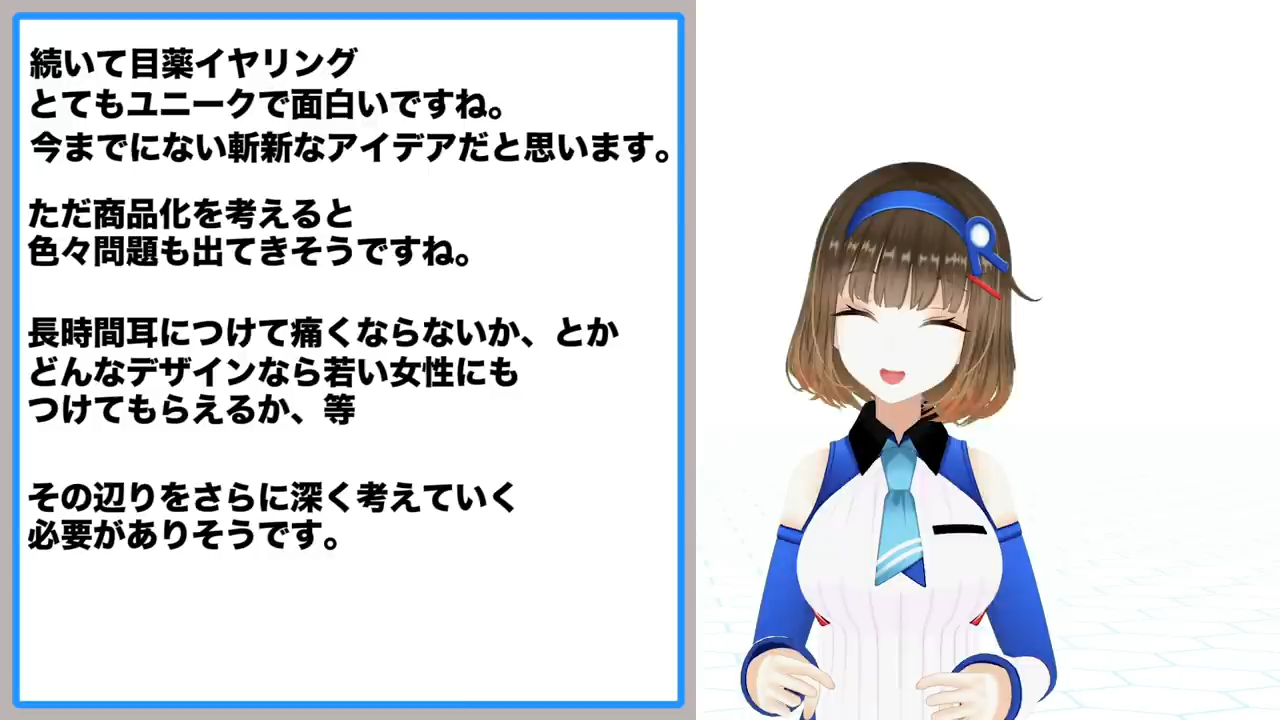 続いて目薬イヤリング
とてもユニークで面白いですね。
今までにない斬新なアイデアだと思います。
ただ商品化を考えると
色々問題も出てきそうですね。
長時間耳につけて痛くならないか、とか
どんなデザインなら若い女性にも
つけてもらえるか、等
その辺りをさらに深く考えていく
必要がありそうです。